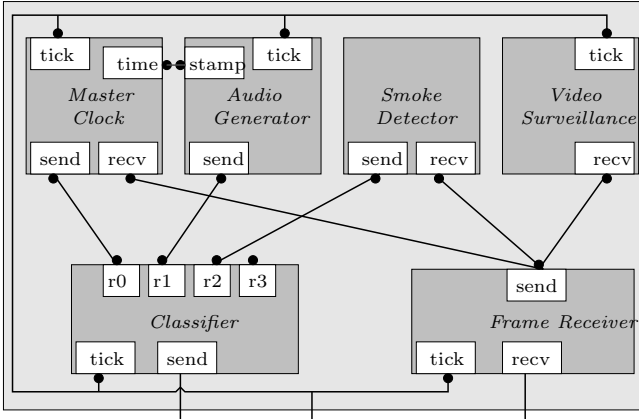 tick
tick
tick
time
stamp
Master
Clock
Audio
Generator
Smoke
Detector
Video
Surveillance
send
recv
send
send
recv
recv
r0
r1
r2
r3
send
Classifier
Frame Receiver
tick
send
tick
recv